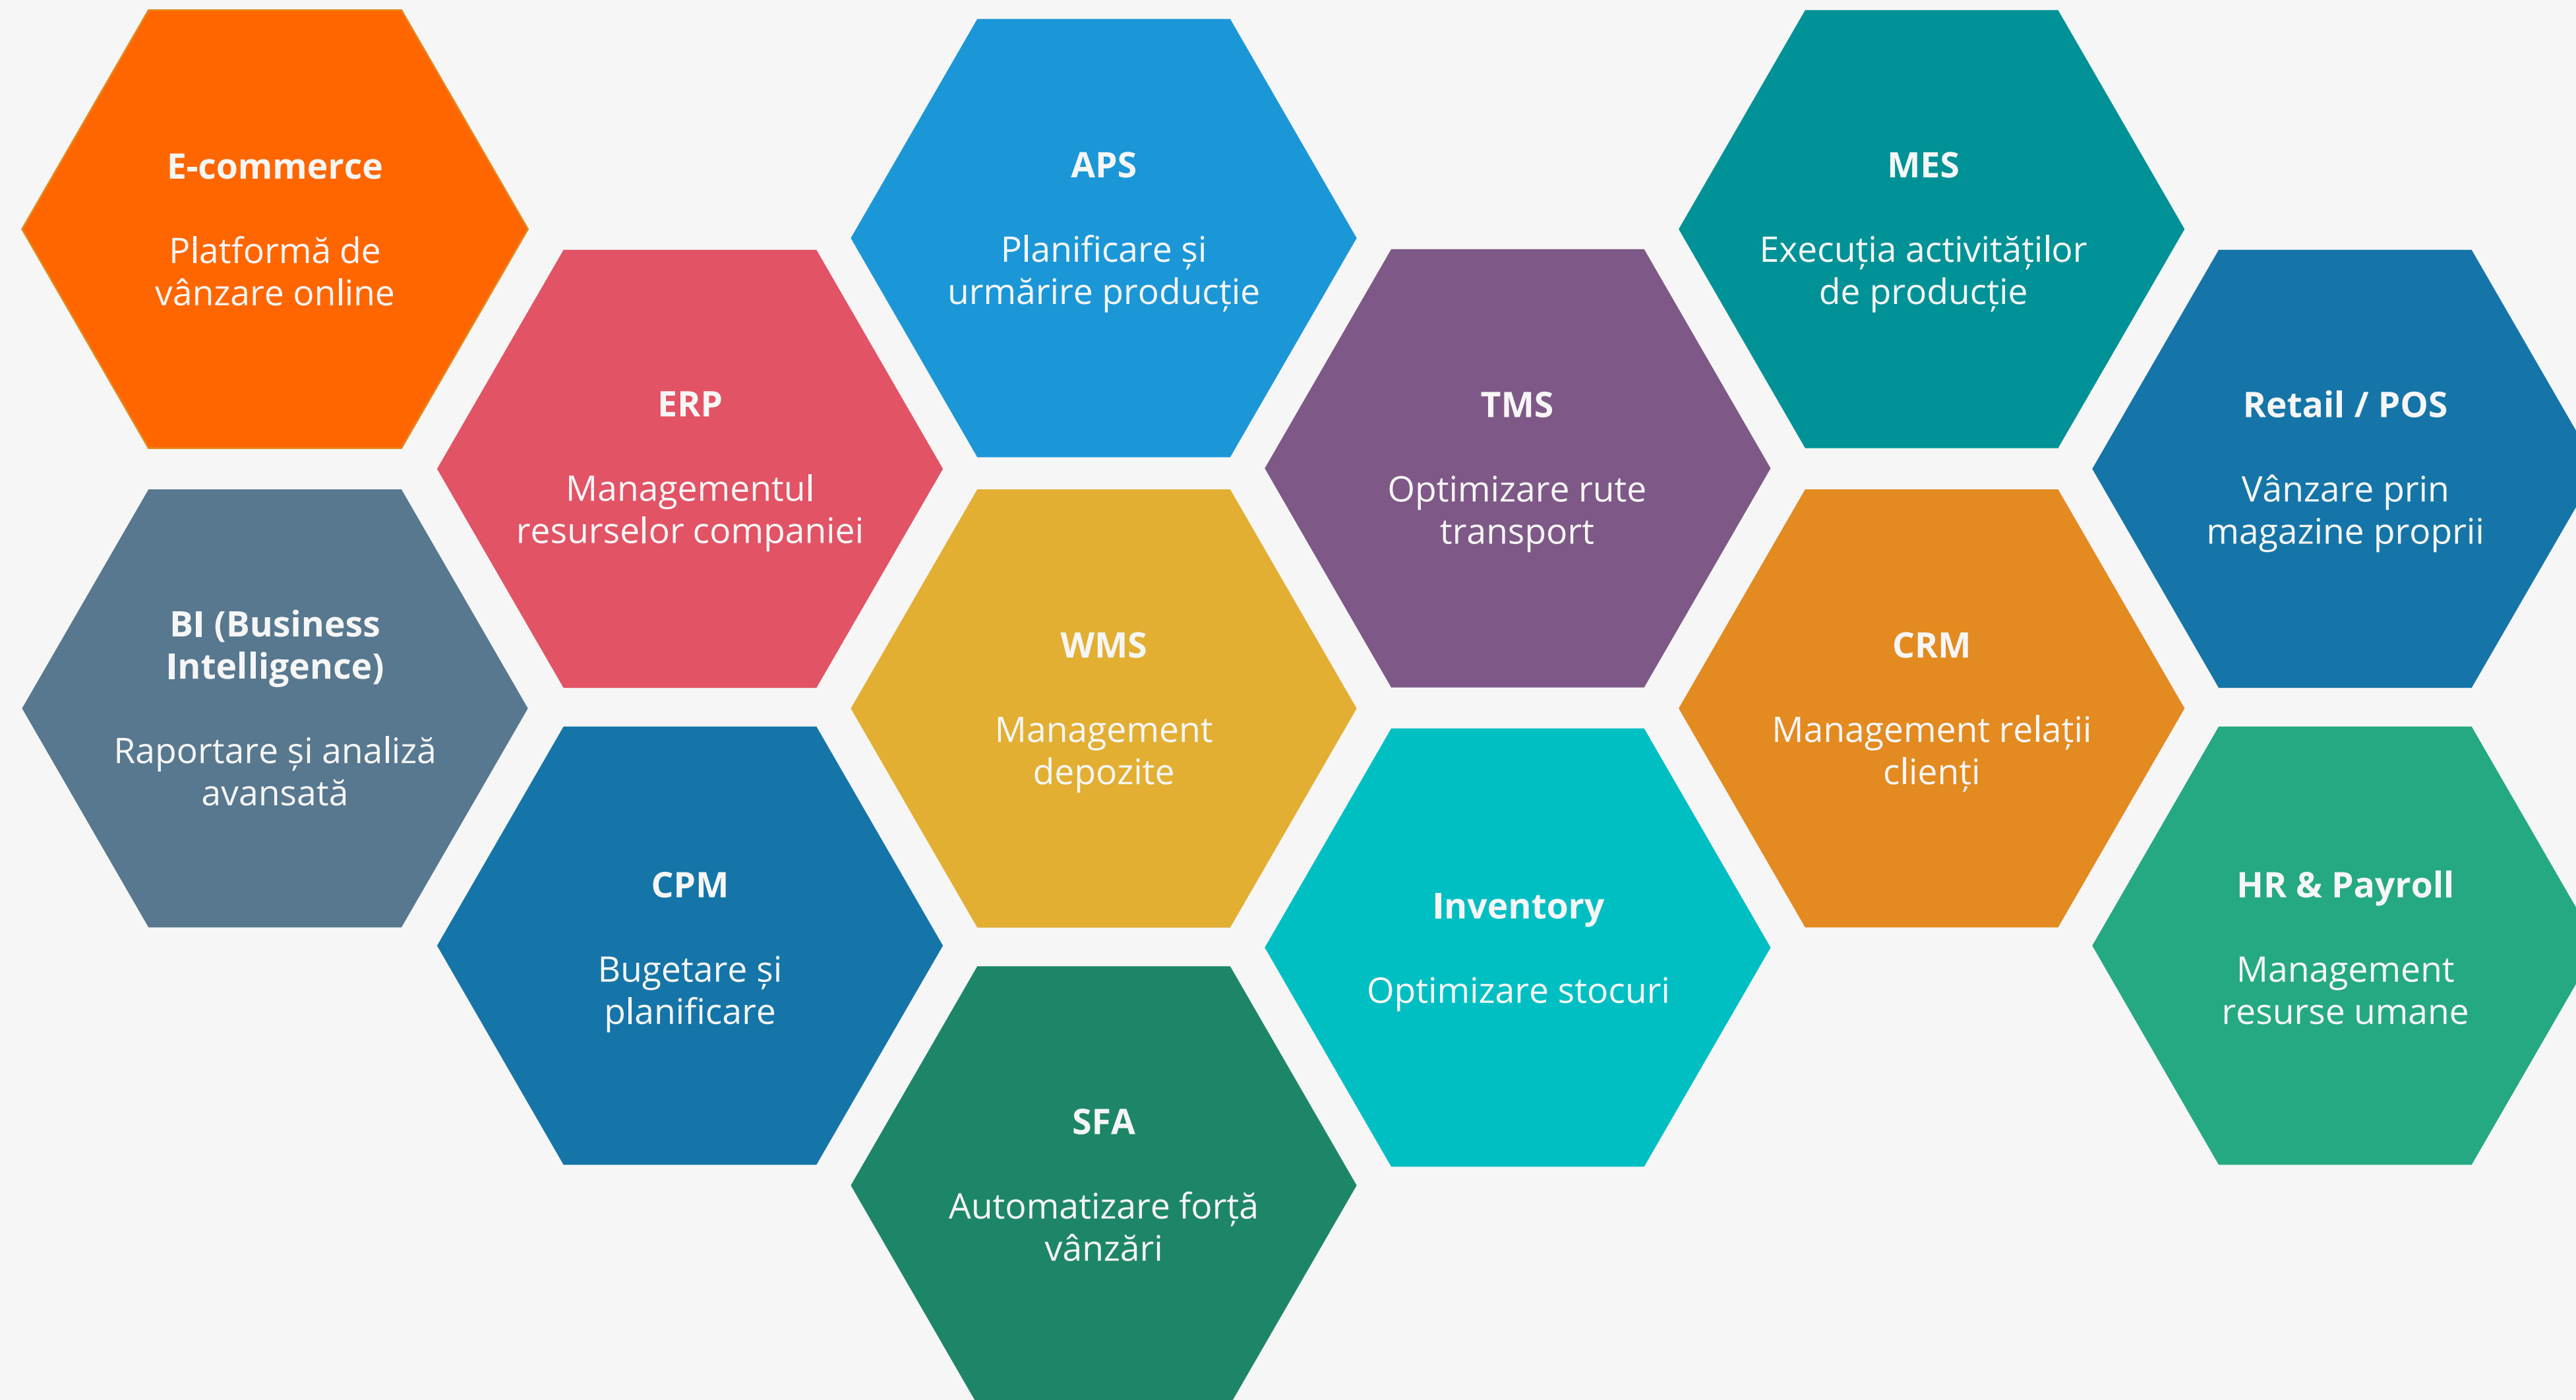 E-commerce
Platformă de
vânzare online
APS
Planificare și
urmărire producție
MES
Execuția activităților
de producție
ERP
Managementul
resurselor companiei
TMS
Optimizare rute
transport
Retail / POS
Vânzare prin
magazine proprii
BI (Business
Intelligence)
Raportare și analiză
avansată
WMS
Management
depozite
CRM
Management relații
clienți
CPM
Bugetare și
planificare
Inventory
Optimizare stocuri
HR & Payroll
Management
resurse umane
SFA
Automatizare forță
vânzări